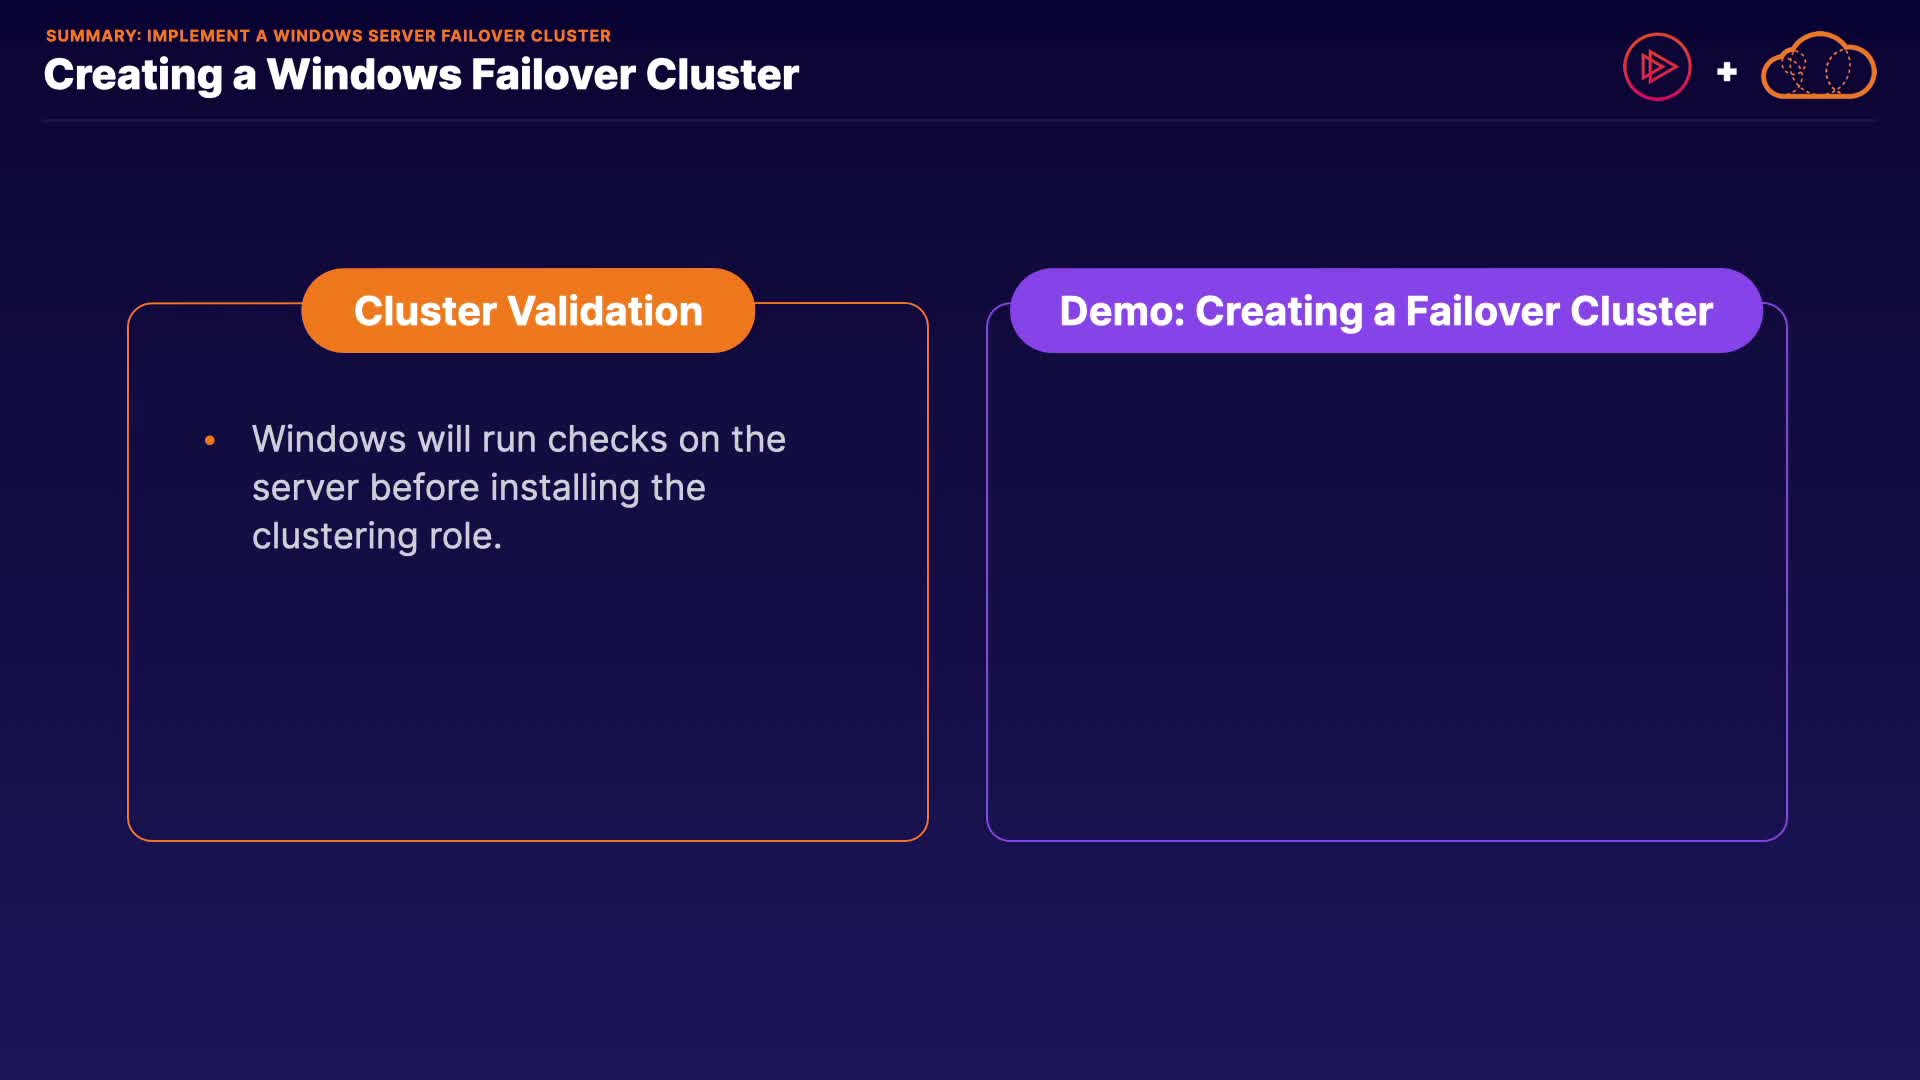 SUMMARY: IMPLEMENT A WINDOWS SERVER FAILOVER CLUSTER
Creating a Windows Failover Cluster
+
Cluster Validation
• Windows will run checks on the
server before installing the
clustering role.
Demo: Creating a Failover Cluster